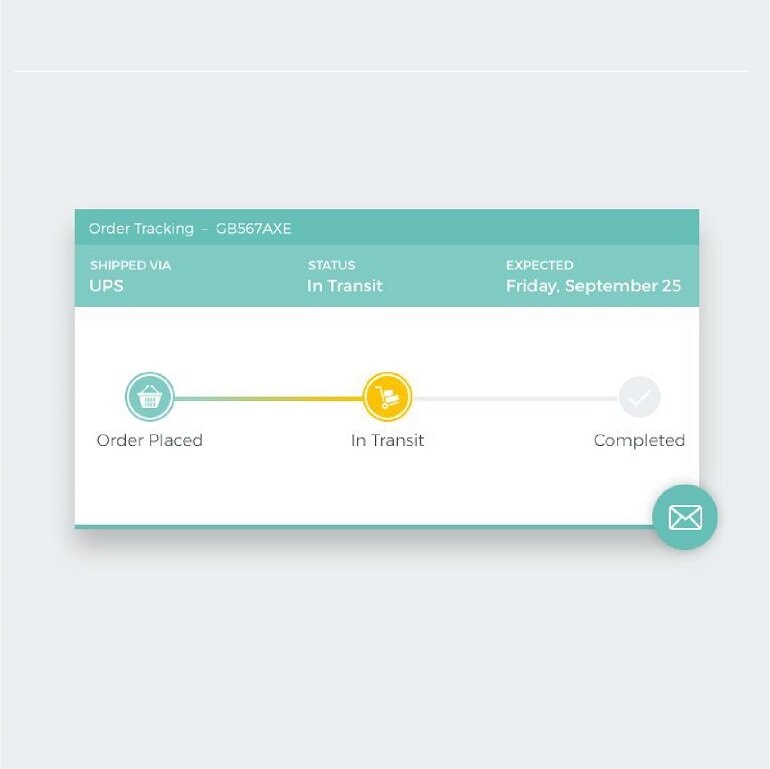 Order Tracking – GB567AXE
SHIPPED VIA
UPS
STATUS
In Transit
EXPECTED
Friday, September 25
Order Placed
In Transit
Completed